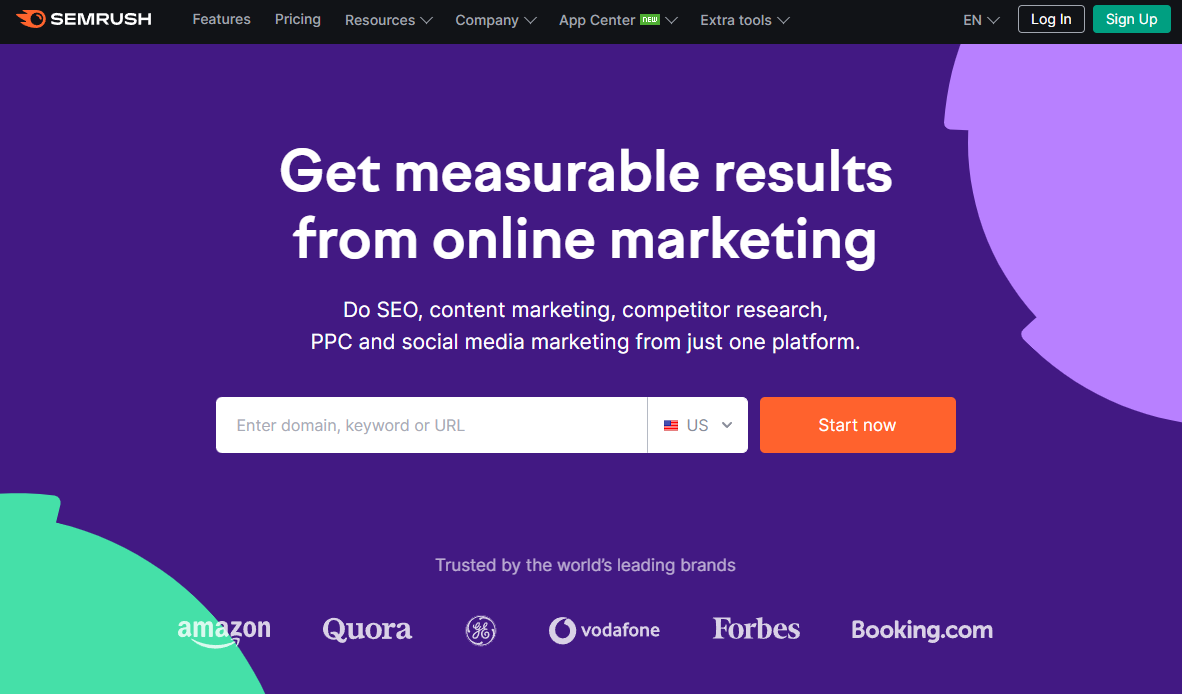 SEMRUSH Features Pricing Resources Company App Center NEW Extra tools EN Log In Sign Up
Get measurable results
from online marketing
Do SEO, content marketing, competitor research,
PPC and social media marketing from just one platform.
Enter domain, keyword or URL US Start now
Trusted by the world's leading brands
amazon Quora GE vodafone Forbes Booking.com